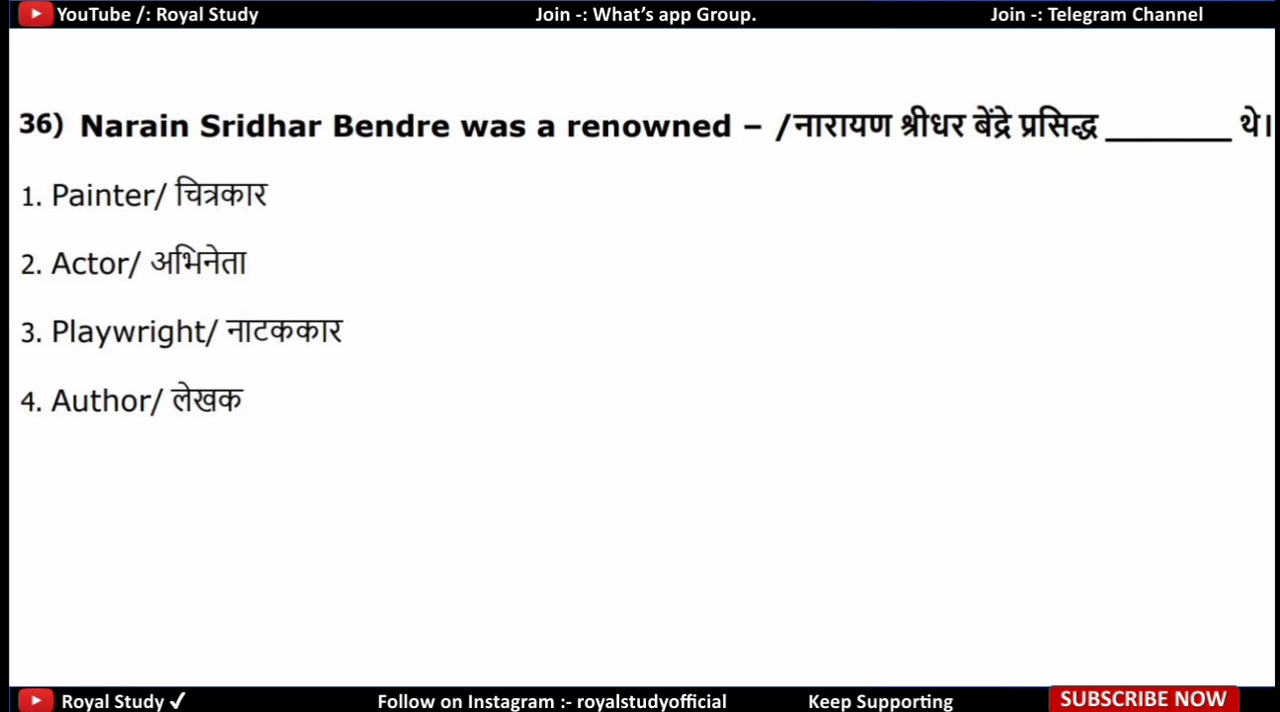 YouTube /: Royal Study Join -: What’s app Group. Join -: Telegram Channel
36) Narain Sridhar Bendre was a renowned – /नारायण श्रीधर बेंद्रे प्रसिद्ध ________ थे।
1. Painter/ चित्रकार
2. Actor/ अभिनेता
3. Playwright/ नाटककार
4. Author/ लेखक
Royal Study ✓ Follow on Instagram :- royalstudyofficial Keep Supporting SUBSCRIBE NOW